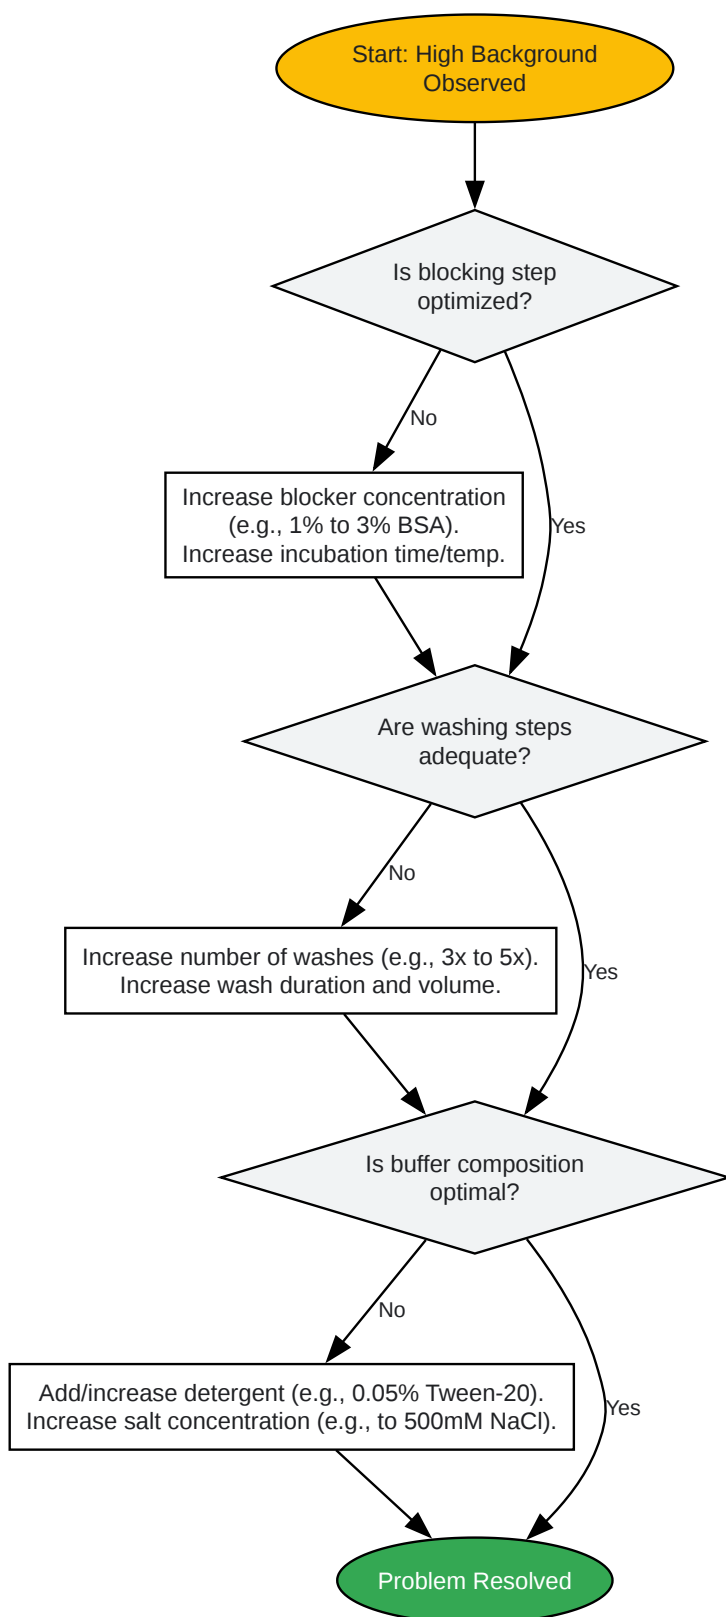 Start: High Background
Observed
Is blocking step
optimized?
No
Increase blocker concentration
(e.g., 1% to 3% BSA).
Increase incubation time/temp.
Yes
Are washing steps
adequate?
No
Increase number of washes (e.g., 3x to 5x).
Increase wash duration and volume.
Yes
Is buffer composition
optimal?
No
Add/increase detergent (e.g., 0.05% Tween-20).
Increase salt concentration (e.g., to 500mM NaCl).
Yes
Problem Resolved